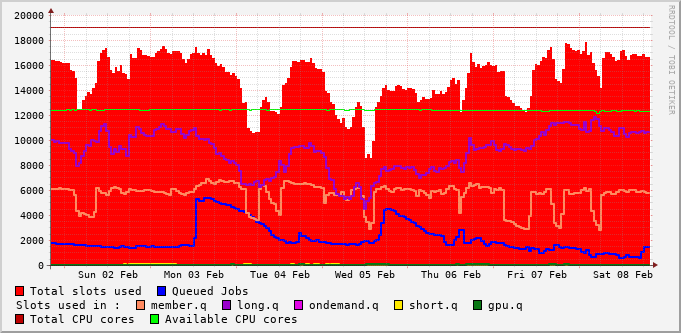 20000
18000
16000
14000
12000
10000
8000
6000
4000
2000
0
Sun 02 Feb Mon 03 Feb Tue 04 Feb Wed 05 Feb Thu 06 Feb Fri 07 Feb Sat 08 Feb
RRDTOOL / TOBI OETIKER
Total slots used Queued Jobs
Slots used in : member.q long.q ondemand.q short.q gpu.q
Total CPU cores Available CPU cores